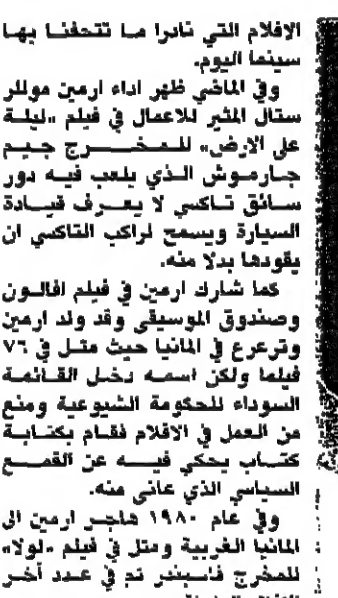 الافلام التي نادرا ما تتحفنا بها
سينما اليوم.
وفي الماضي ظهر اداء ارمين موللر
ستال المثير للاعمال في فيلم «ليلة
على الارض» للمخرج جيم
جارموش الذي يلعب فيه دور
سائق تاكسي لا يعرف قيادة
السيارة ويسمح لراكب التاكسي ان
يقودها بدلا منه.
كما شارك ارمين في فيلم افالون
وصندوق الموسيقى وقد ولد ارمين
وترعرع في المانيا حيث مثل في ٧٦
فيلما ولكن اسمه دخل القائمة
السوداء للحكومة الشيوعية ومنع
من العمل في الافلام فقام بكتابة
كتاب يحكي فيه عن القمع
السياسي الذي عانى منه.
وفي عام ١٩٨٠ هاجر ارمين الى
المانيا الغربية ومثل في فيلم «لولا»
للمخرج فاسبندر ثم في عدد آخر